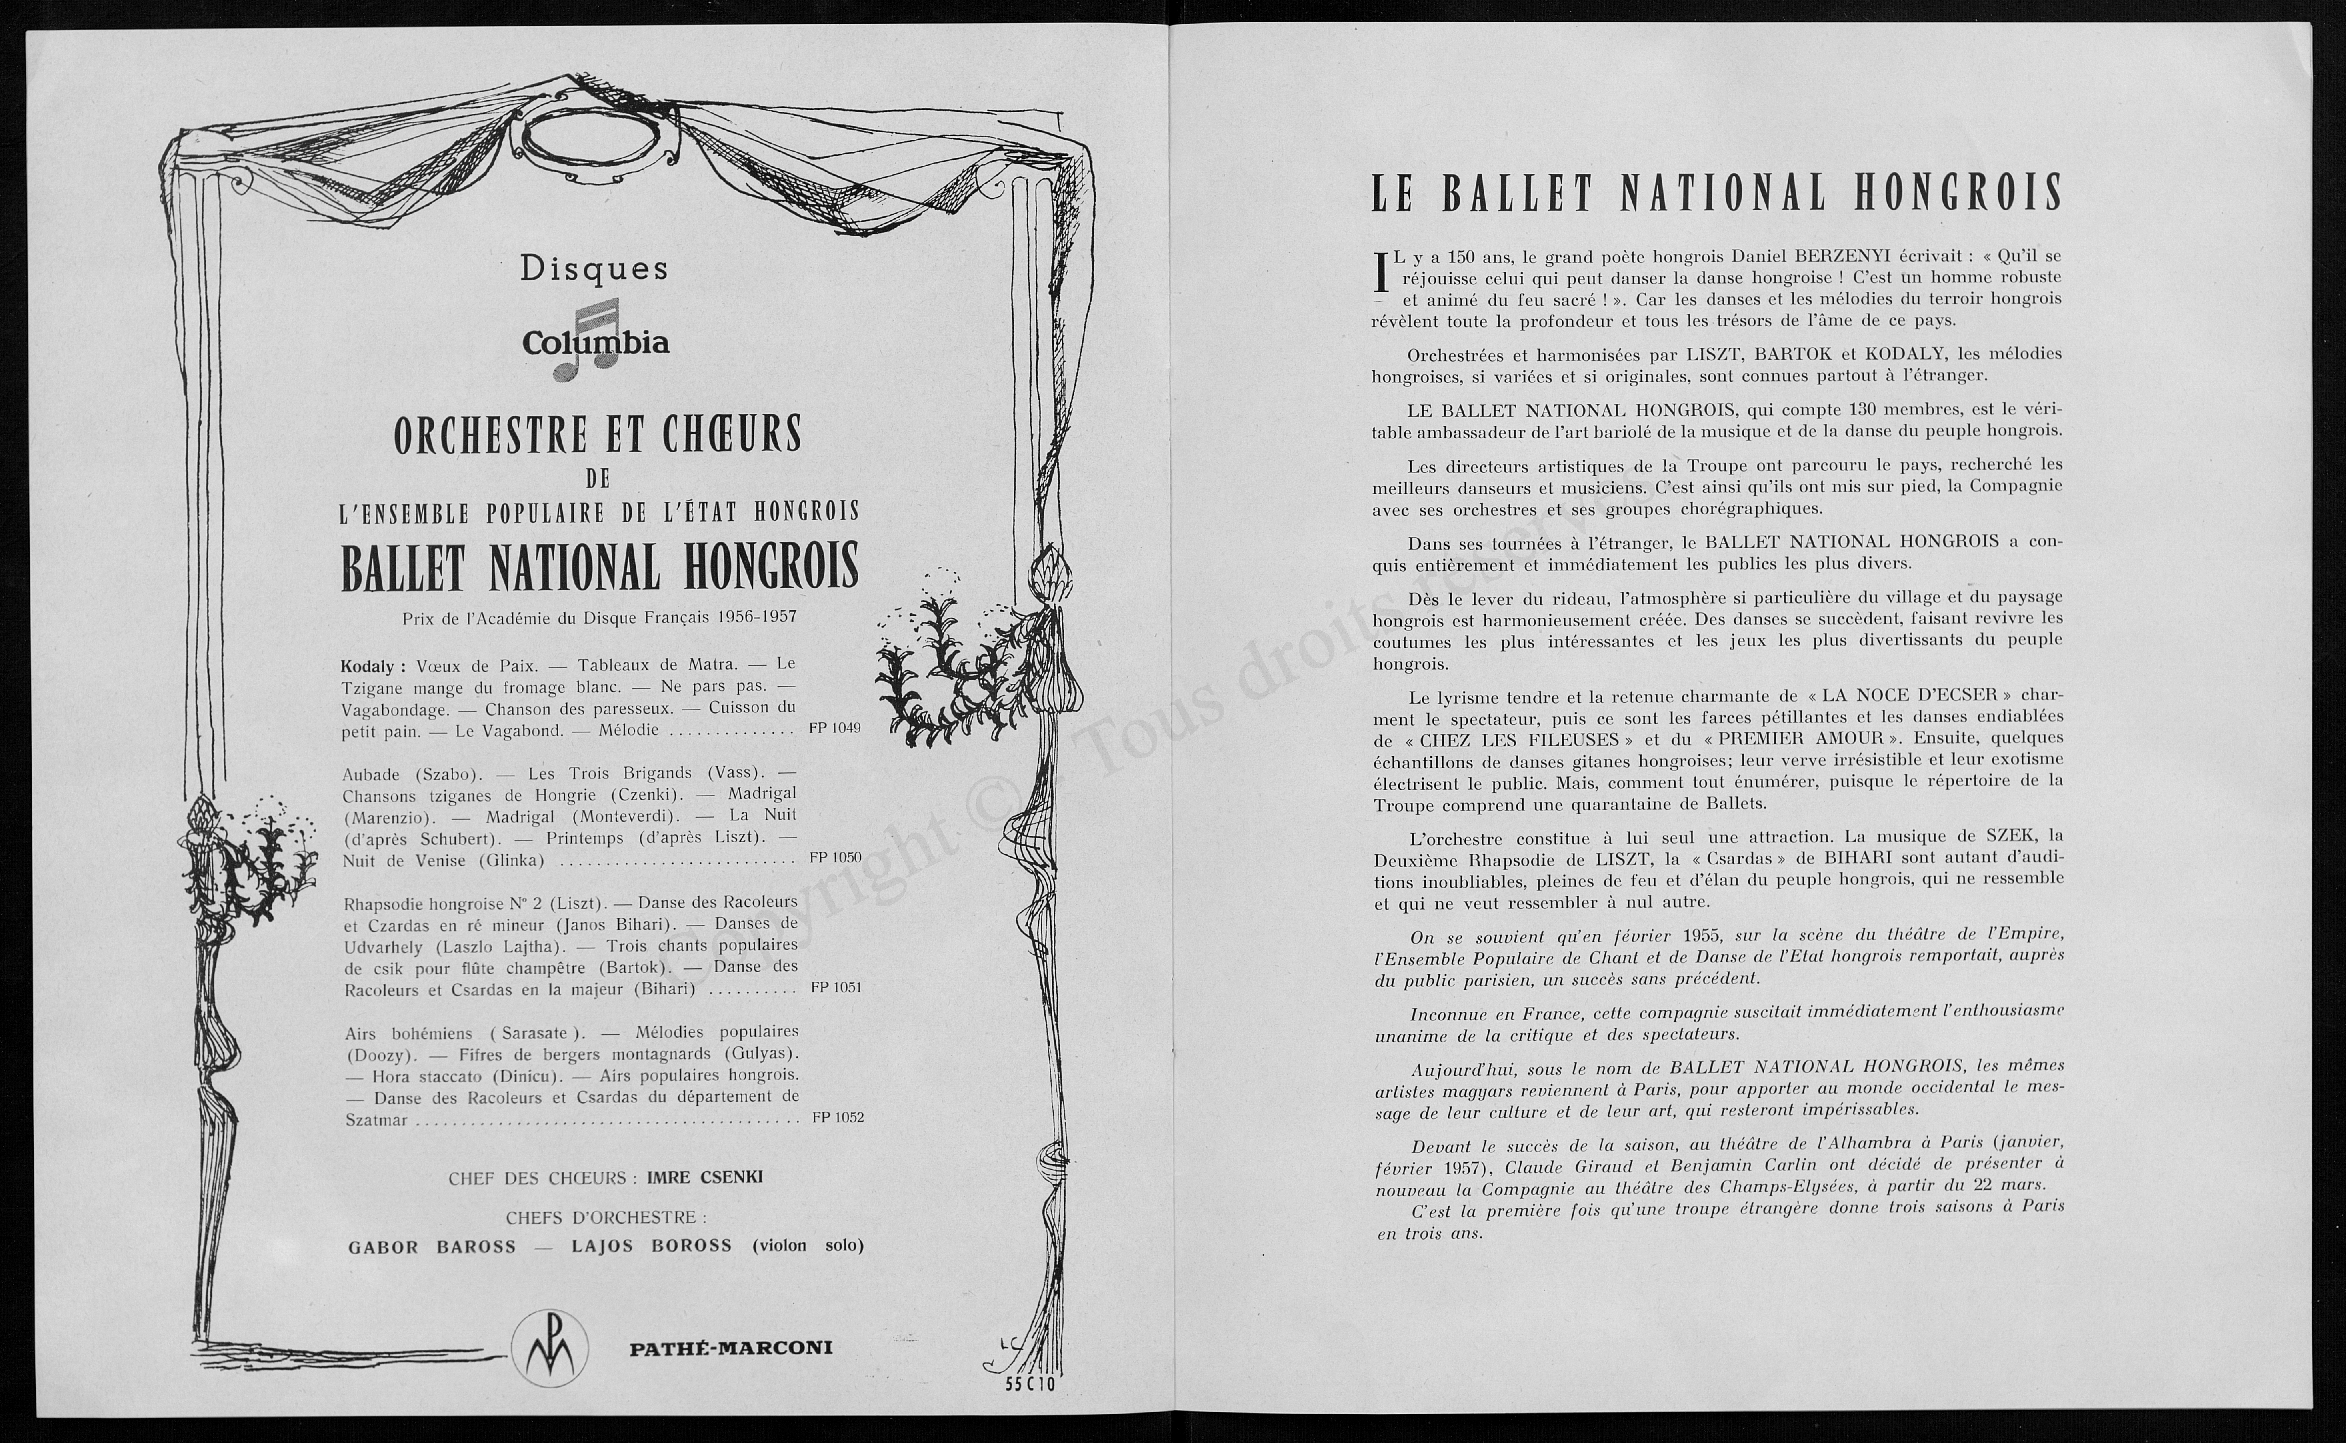 Disques
Columbia
ORCHESTRE ET CHŒURS
DE
L'ENSEMBLE POPULAIRE DE L'ÉTAT HONGROIS
BALLET NATIONAL HONGROIS
Prix de l'Académie du Disque Français 1956-1957
Kodaly : Vœux de Paix. — Tableaux de Matra. — Le
Tzigane mange du fromage blanc. — Ne pars pas. —
Vagabondage. — Chanson des paresseux. — Cuisson du
petit pain. — Le Vagabond. — Mélodie .............. FP 1049
Aubade (Szabo). — Les Trois Brigands (Vass). —
Chansons tziganes de Hongrie (Czenki). — Madrigal
(Marenzio). — Madrigal (Monteverdi). — La Nuit
(d'après Schubert). — Printemps (d'après Liszt). —
Nuit de Venise (Glinka) .......................... FP 1050
Rhapsodie hongroise N° 2 (Liszt). — Danse des Racoleurs
et Czardas en ré mineur (Janos Bihari). — Danses de
Udvarhely (Laszlo Lajtha). — Trois chants populaires
de csik pour flûte champêtre (Bartok). — Danse des
Racoleurs et Csardas en la majeur (Bihari) .......... FP 1051
Airs bohémiens ( Sarasate ). — Mélodies populaires
(Doozy). — Fifres de bergers montagnards (Gulyas).
— Hora staccato (Dinicu). — Airs populaires hongrois.
— Danse des Racoleurs et Csardas du département de
Szatmar .......................................... FP 1052
CHEF DES CHŒURS : IMRE CSENKI
CHEFS D'ORCHESTRE :
GABOR BAROSS — LAJOS BOROSS (violon solo)
PATHÉ-MARCONI
55 C 10
LE BALLET NATIONAL HONGROIS
IL y a 150 ans, le grand poète hongrois Daniel BERZENYI écrivait : « Qu'il se
réjouisse celui qui peut danser la danse hongroise ! C'est un homme robuste
et animé du feu sacré ! ». Car les danses et les mélodies du terroir hongrois
révèlent toute la profondeur et tous les trésors de l'âme de ce pays.
Orchestrées et harmonisées par LISZT, BARTOK et KODALY, les mélodies
hongroises, si variées et si originales, sont connues partout à l'étranger.
LE BALLET NATIONAL HONGROIS, qui compte 130 membres, est le véri-
table ambassadeur de l'art bariolé de la musique et de la danse du peuple hongrois.
Les directeurs artistiques de la Troupe ont parcouru le pays, recherché les
meilleurs danseurs et musiciens. C'est ainsi qu'ils ont mis sur pied, la Compagnie
avec ses orchestres et ses groupes chorégraphiques.
Dans ses tournées à l'étranger, le BALLET NATIONAL HONGROIS a con-
quis entièrement et immédiatement les publics les plus divers.
Dès le lever du rideau, l'atmosphère si particulière du village et du paysage
hongrois est harmonieusement créée. Des danses se succèdent, faisant revivre les
coutumes les plus intéressantes et les jeux les plus divertissants du peuple
hongrois.
Le lyrisme tendre et la retenue charmante de « LA NOCE D'ECSER » char-
ment le spectateur, puis ce sont les farces pétillantes et les danses endiablées
de « CHEZ LES FILEUSES » et du « PREMIER AMOUR ». Ensuite, quelques
échantillons de danses gitanes hongroises; leur verve irrésistible et leur exotisme
électrisent le public. Mais, comment tout énumérer, puisque le répertoire de la
Troupe comprend une quarantaine de Ballets.
L'orchestre constitue à lui seul une attraction. La musique de SZEK, la
Deuxième Rhapsodie de LISZT, la « Csardas » de BIHARI sont autant d'audi-
tions inoubliables, pleines de feu et d'élan du peuple hongrois, qui ne ressemble
et qui ne veut ressembler à nul autre.
On se souvient qu'en février 1955, sur la scène du théâtre de l'Empire,
l'Ensemble Populaire de Chant et de Danse de l'Etat hongrois remportait, auprès
du public parisien, un succès sans précédent.
Inconnue en France, cette compagnie suscitait immédiatement l'enthousiasme
unanime de la critique et des spectateurs.
Aujourd'hui, sous le nom de BALLET NATIONAL HONGROIS, les mêmes
artistes magyars reviennent à Paris, pour apporter au monde occidental le mes-
sage de leur culture et de leur art, qui resteront impérissables.
Devant le succès de la saison, au théâtre de l'Alhambra à Paris (janvier,
février 1957), Claude Giraud et Benjamin Carlin ont décidé de présenter à
nouveau la Compagnie au théâtre des Champs-Elysées, à partir du 22 mars.
C'est la première fois qu'une troupe étrangère donne trois saisons à Paris
en trois ans.
Copyright © - Tous droits réservés